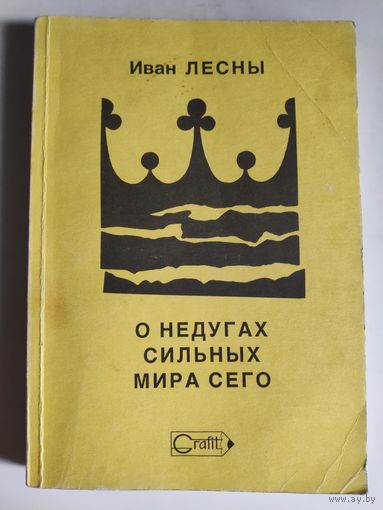 Иван ЛЕСНЫ
О НЕДУГАХ
СИЛЬНЫХ
МИРА СЕГО
Grafit
www.ay.by